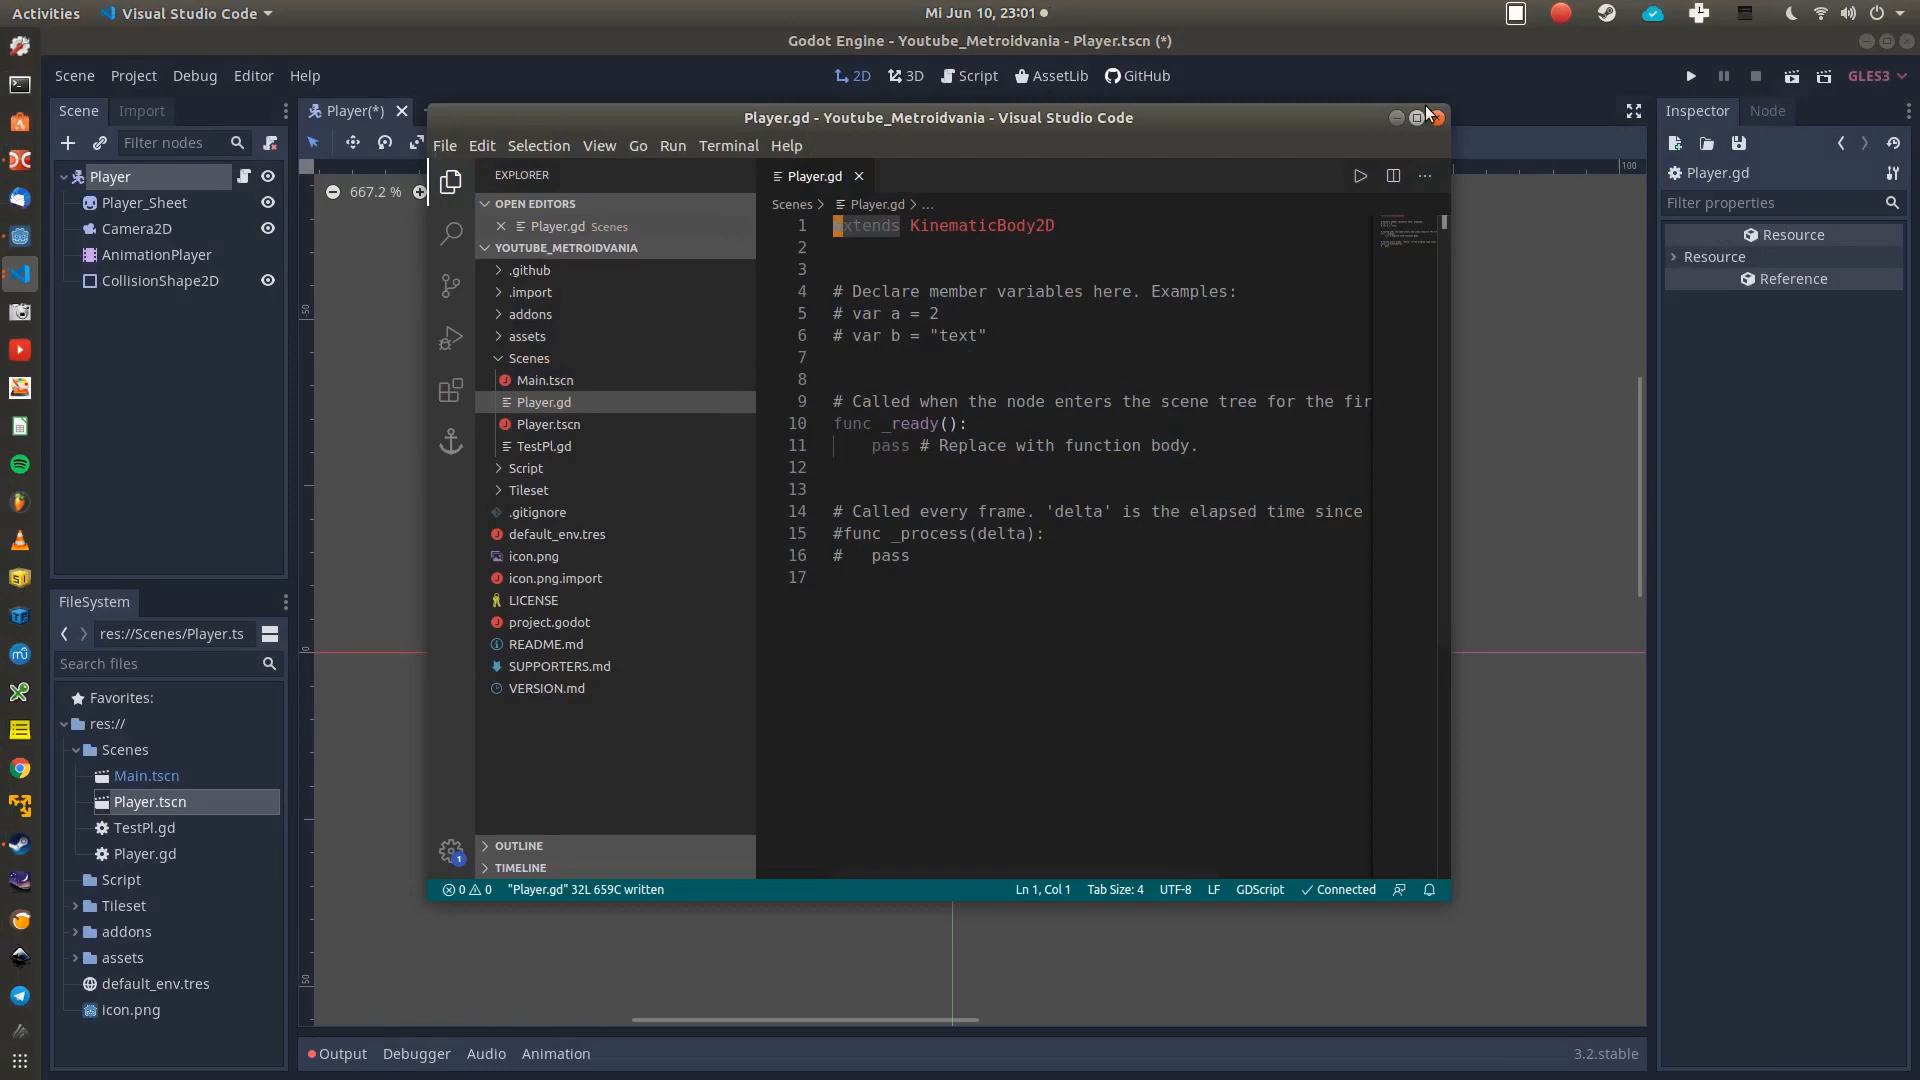 Activities
Visual Studio Code
Mi Jun 10, 23:01
Godot Engine - Youtube_Metroidvania - Player.tscn (*)
Scene Project Debug Editor Help
2D 3D Script AssetLib GitHub
GLES3
Scene Import
Filter nodes
Player
Player_Sheet
Camera2D
AnimationPlayer
CollisionShape2D
FileSystem
res://Scenes/Player.ts
Search files
Favorites:
res://
Scenes
Main.tscn
Player.tscn
TestPl.gd
Player.gd
Script
Tileset
addons
assets
default_env.tres
icon.png
Player(*)
667.2 %
100
-50
0
50
Player.gd - Youtube_Metroidvania - Visual Studio Code
File Edit Selection View Go Run Terminal Help
EXPLORER
OPEN EDITORS
Player.gd Scenes
YOUTUBE_METROIDVANIA
.github
.import
addons
assets
Scenes
Main.tscn
Player.gd
Player.tscn
TestPl.gd
Script
Tileset
.gitignore
default_env.tres
icon.png
icon.png.import
LICENSE
project.godot
README.md
SUPPORTERS.md
VERSION.md
OUTLINE
TIMELINE
1
Player.gd
Scenes > Player.gd > ...
1 extends KinematicBody2D
2
3
4 # Declare member variables here. Examples:
5 # var a = 2
6 # var b = "text"
7
8
9 # Called when the node enters the scene tree for the fir
10 func _ready():
11 pass # Replace with function body.
12
13
14 # Called every frame. 'delta' is the elapsed time since
15 #func _process(delta):
16 # pass
17
0 0 "Player.gd" 32L 659C written
Ln 1, Col 1 Tab Size: 4 UTF-8 LF GDScript Connected
Output Debugger Audio Animation
3.2.stable
Inspector Node
Player.gd
Filter properties
Resource
Resource
Reference